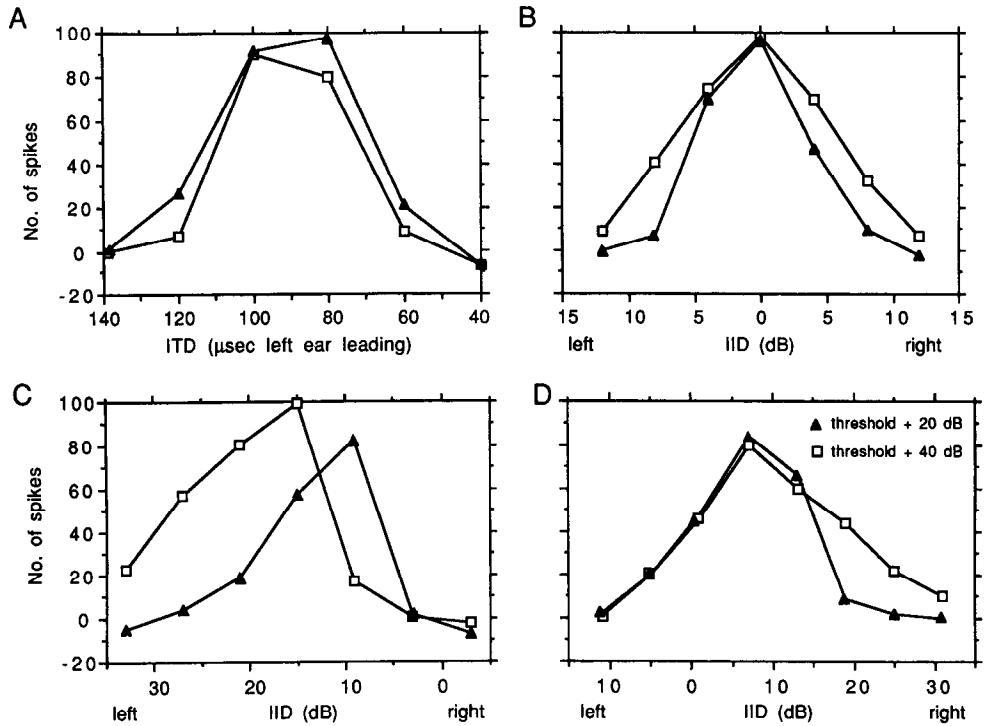 A
No. of spikes
100
80
60
40
20
0
-20
140 120 100 80 60 40
ITD (μsec left ear leading)
B
15 10 5 0 5 10 15
left IID (dB) right
C
No. of spikes
100
80
60
40
20
0
-20
30 20 10 0
left IID (dB) right
D
threshold + 20 dB
threshold + 40 dB
10 0 10 20 30
left IID (dB) right